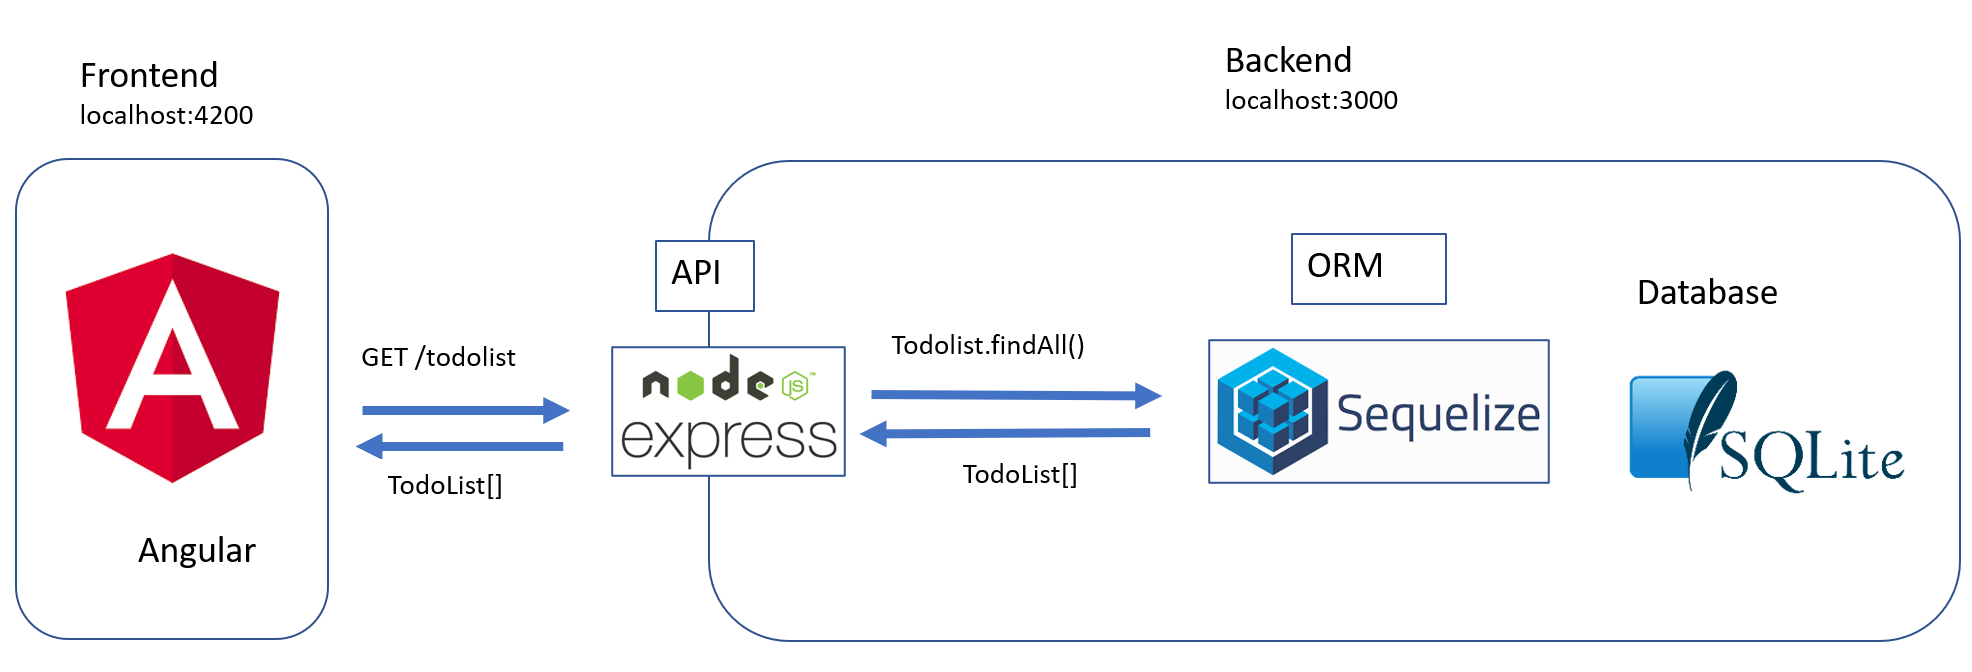 Frontend
localhost:4200
Backend
localhost:3000
API
ORM
Database
GET /todolist
TodoList[]
node JS ™
express
Todolist.findAll()
TodoList[]
Sequelize
SQLite
Angular